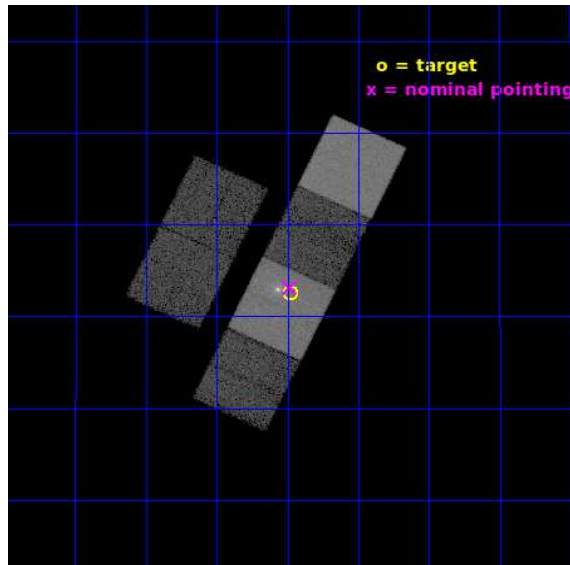 o = target
x = nominal pointing